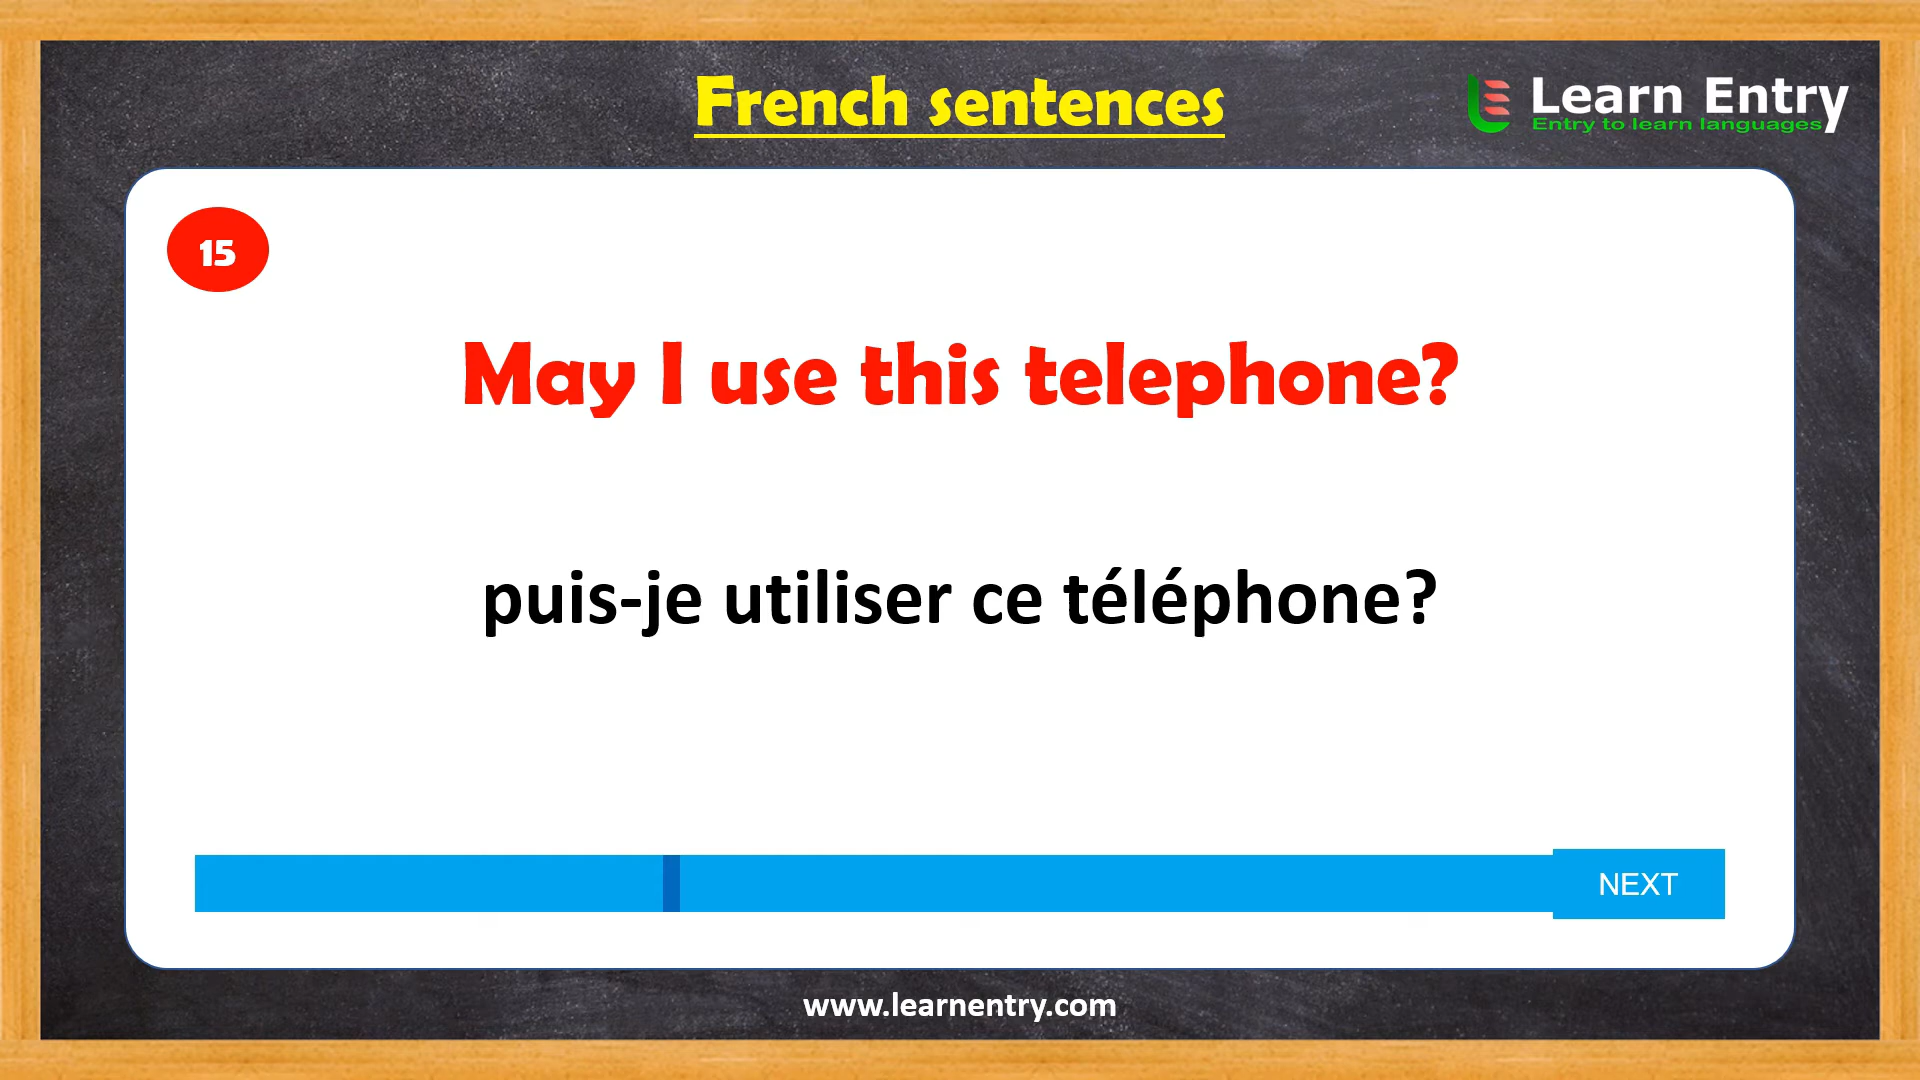 French sentences
Learn Entry
Entry to learn languages
15
May I use this telephone?
puis-je utiliser ce téléphone?
NEXT
www.learnentry.com